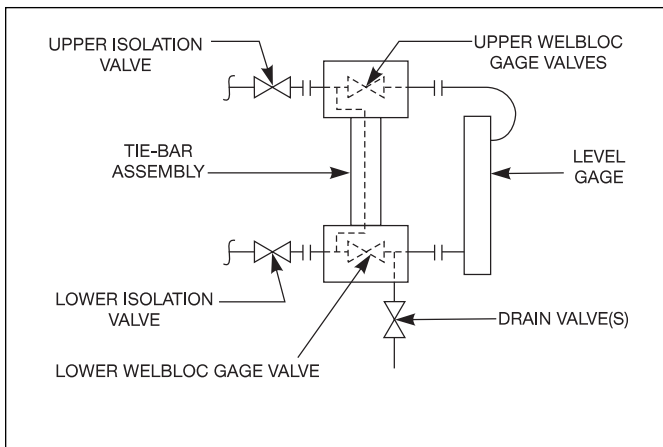 UPPER ISOLATION
VALVE
UPPER WELBLOC
GAGE VALVES
TIE-BAR
ASSEMBLY
LEVEL
GAGE
LOWER ISOLATION
VALVE
DRAIN VALVE(S)
LOWER WELBLOC GAGE VALVE